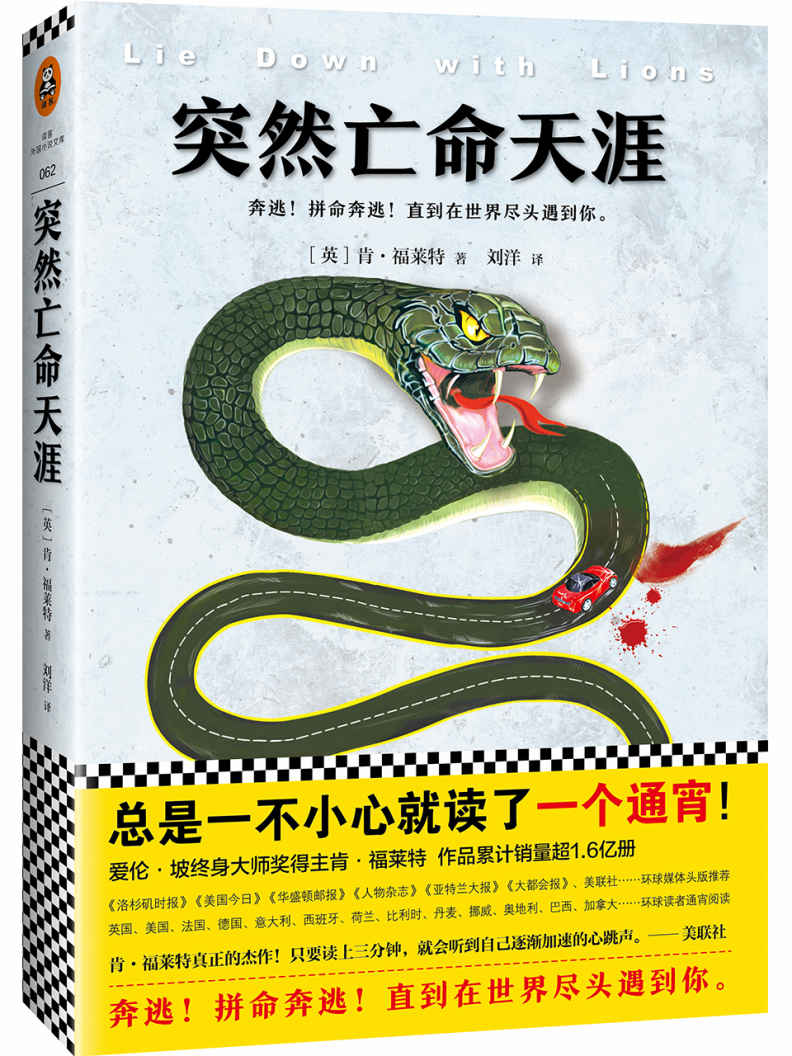 Lie Down with Lions
突然亡命天涯
奔逃！拼命奔逃！直到在世界尽头遇到你。
［英］肯·福莱特 著 刘洋 译
读客
读客
外国小说文库
062
突然亡命天涯
［英］肯·福莱特 著
刘洋 译
总是一不小心就读了一个通宵！
爱伦·坡终身大师奖得主肯·福莱特 作品累计销量超1.6亿册
《洛杉矶时报》《美国今日》《华盛顿邮报》《人物杂志》《亚特兰大报》《大都会报》、美联社……环球媒体头版推荐
英国、美国、法国、德国、意大利、西班牙、荷兰、比利时、丹麦、挪威、奥地利、巴西、加拿大……环球读者通宵阅读
肯·福莱特真正的杰作！只要读上三分钟，就会听到自己逐渐加速的心跳声。——美联社
奔逃！拼命奔逃！直到在世界尽头遇到你。